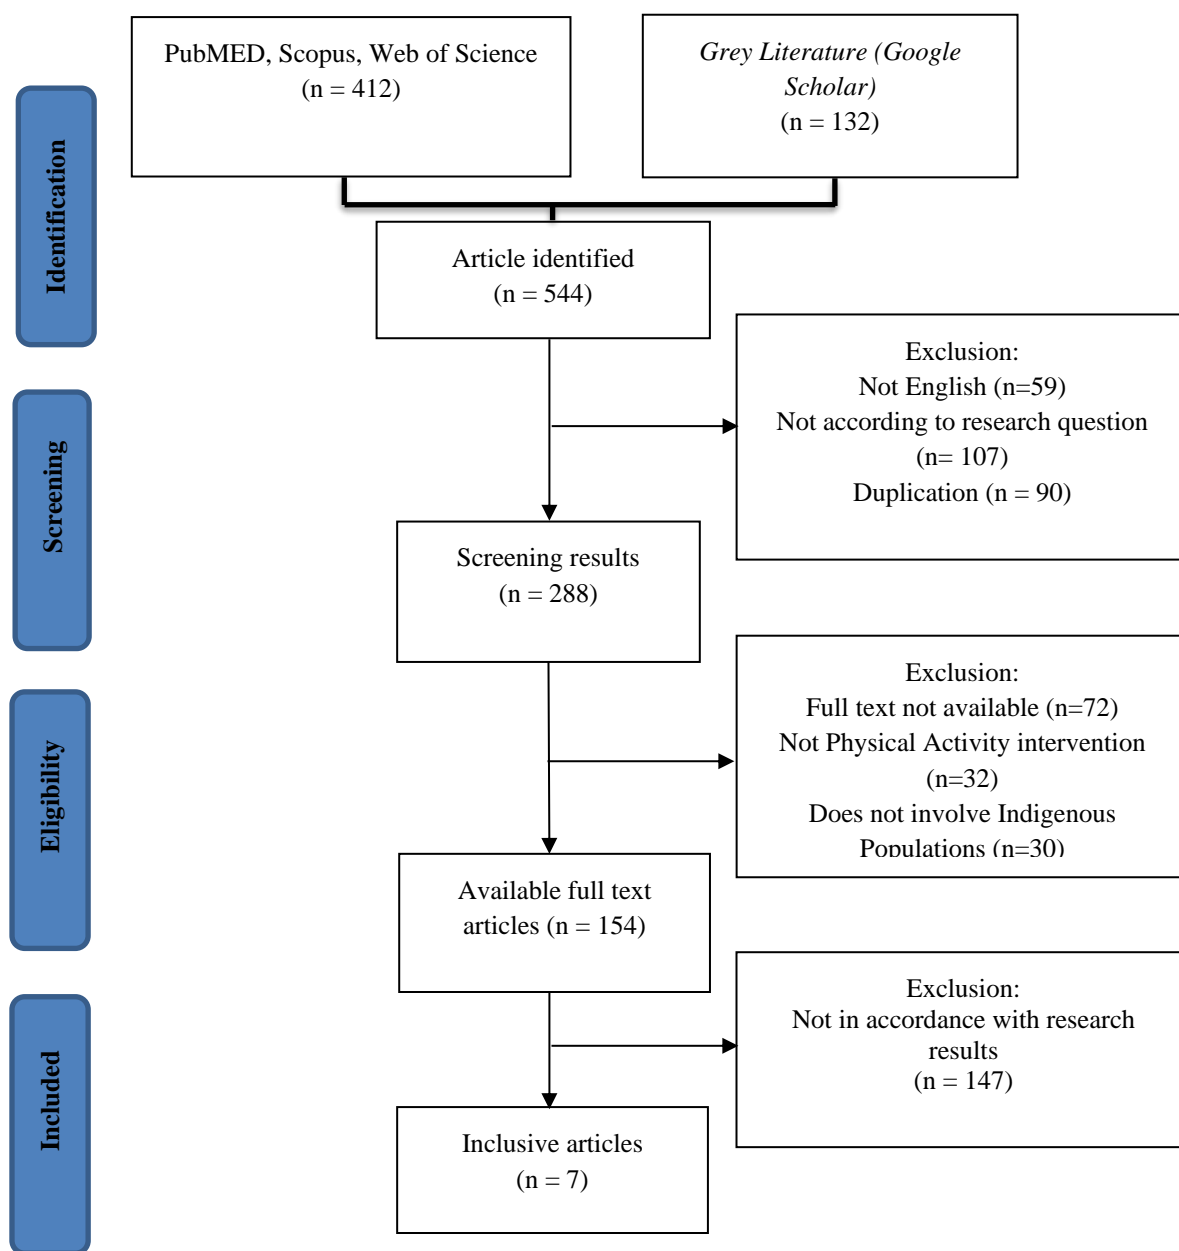 PubMED, Scopus, Web of Science
(n = 412)
Grey Literature (Google
Scholar)
(n = 132)
Identification
Article identified
(n = 544)
Exclusion:
Not English (n=59)
Not according to research question
(n= 107)
Duplication (n = 90)
Screening
Screening results
(n = 288)
Exclusion:
Full text not available (n=72)
Not Physical Activity intervention
(n=32)
Does not involve Indigenous
Populations (n=30)
Eligibility
Available full text
articles (n = 154)
Exclusion:
Not in accordance with research
results
(n = 147)
Included
Inclusive articles
(n = 7)